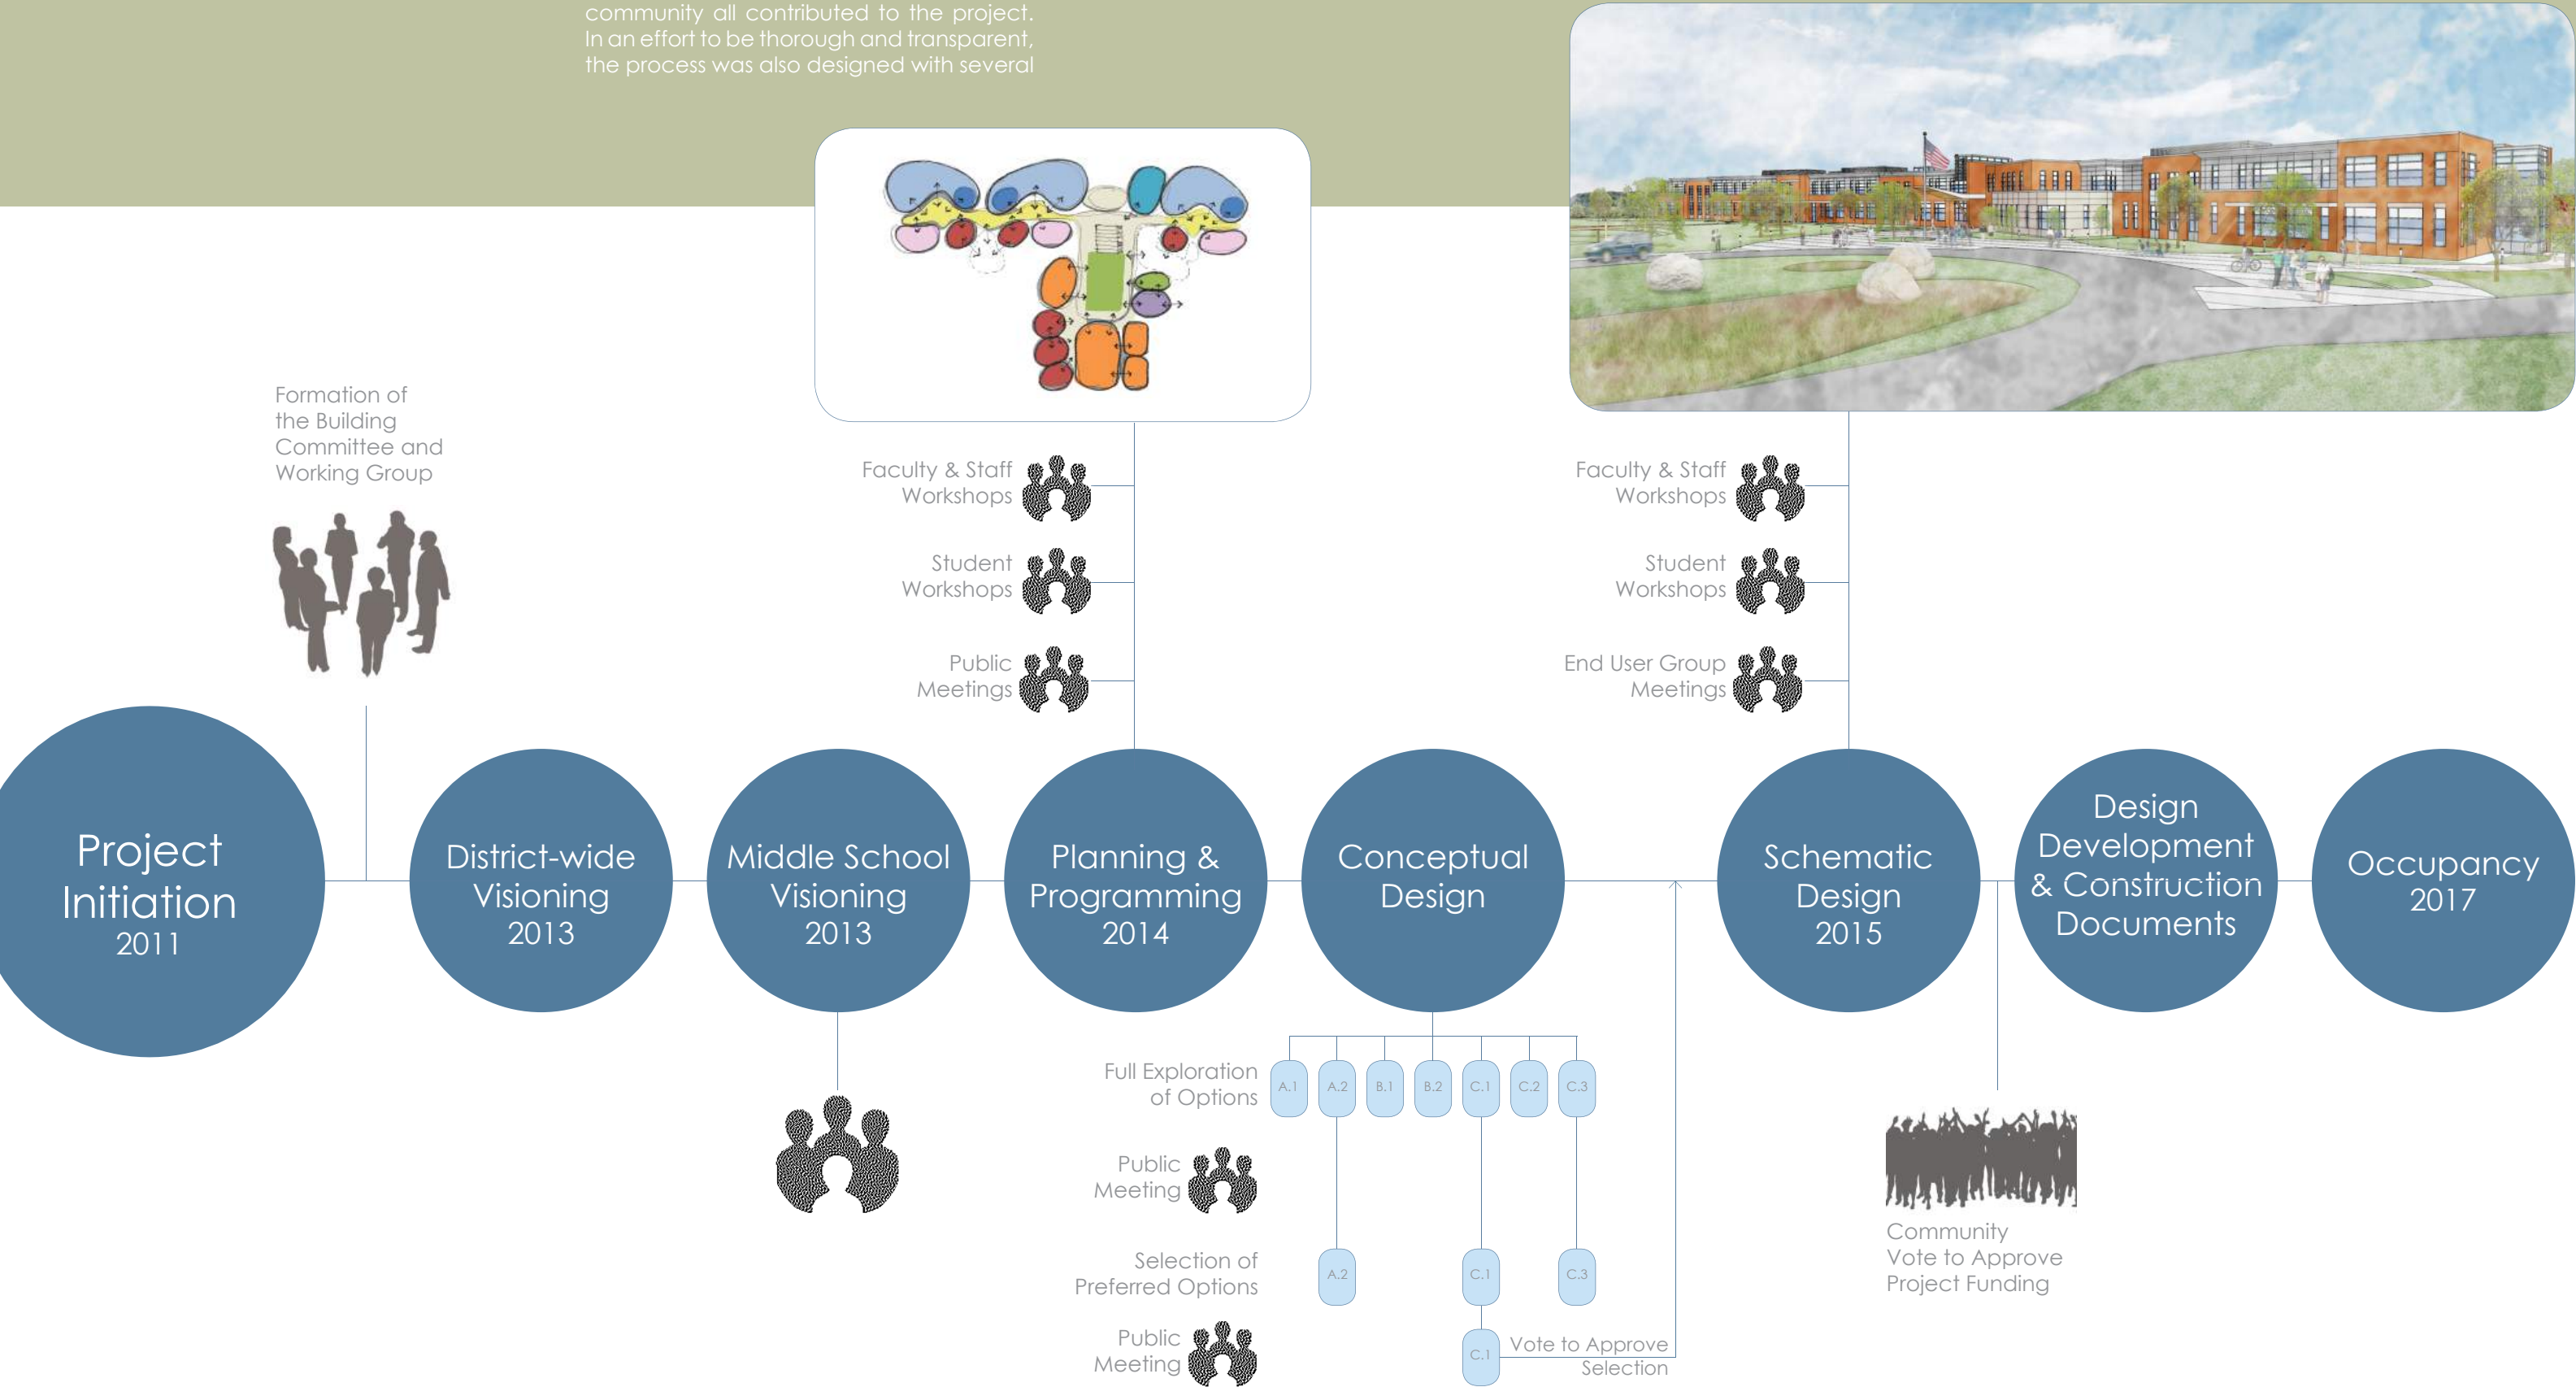 community all contributed to the project.
In an effort to be thorough and transparent,
the process was also designed with several
Formation of
the Building
Committee and
Working Group
Faculty & Staff
Workshops
Student
Workshops
Public
Meetings
Faculty & Staff
Workshops
Student
Workshops
End User Group
Meetings
Project
Initiation
2011
District-wide
Visioning
2013
Middle School
Visioning
2013
Planning &
Programming
2014
Conceptual
Design
Schematic
Design
2015
Design
Development
& Construction
Documents
Occupancy
2017
Full Exploration
of Options
A.1 A.2 B.1 B.2 C.1 C.2 C.3
Public
Meeting
Selection of
Preferred Options
A.2 C.1 C.3
Public
Meeting
C.1
Vote to Approve
Selection
Community
Vote to Approve
Project Funding